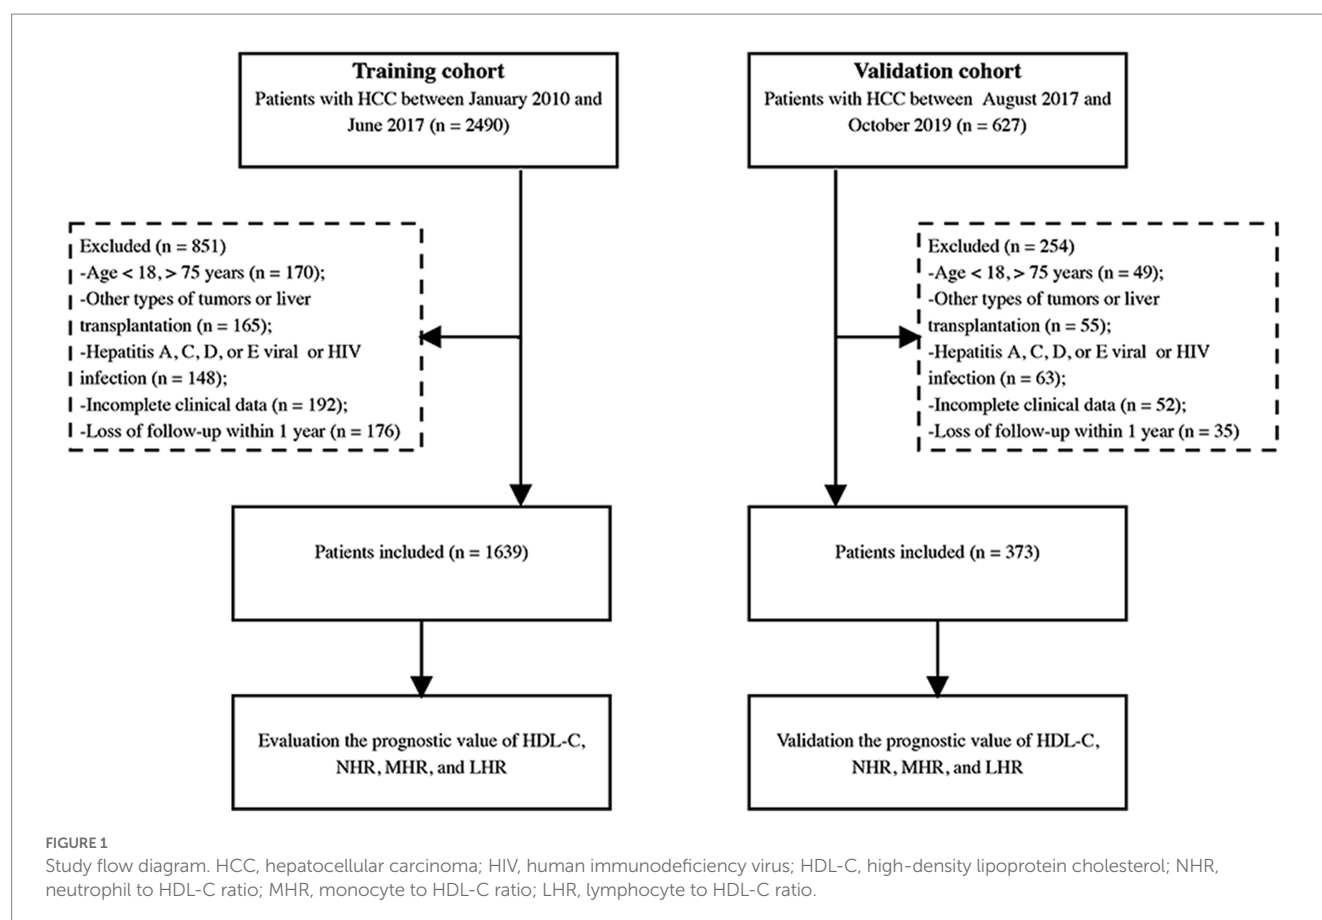 Training cohort
Patients with HCC between January 2010 and
June 2017 (n = 2490)
Validation cohort
Patients with HCC between August 2017 and
October 2019 (n = 627)
Excluded (n = 851)
-Age < 18, > 75 years (n = 170);
-Other types of tumors or liver
transplantation (n = 165);
-Hepatitis A, C, D, or E viral or HIV
infection (n = 148);
-Incomplete clinical data (n = 192);
-Loss of follow-up within 1 year (n = 176)
Excluded (n = 254)
-Age < 18, > 75 years (n = 49);
-Other types of tumors or liver
transplantation (n = 55);
-Hepatitis A, C, D, or E viral or HIV
infection (n = 63);
-Incomplete clinical data (n = 52);
-Loss of follow-up within 1 year (n = 35)
Patients included (n = 1639)
Patients included (n = 373)
Evaluation the prognostic value of HDL-C,
NHR, MHR, and LHR
Validation the prognostic value of HDL-C,
NHR, MHR, and LHR
FIGURE 1
Study flow diagram. HCC, hepatocellular carcinoma; HIV, human immunodeficiency virus; HDL-C, high-density lipoprotein cholesterol; NHR,
neutrophil to HDL-C ratio; MHR, monocyte to HDL-C ratio; LHR, lymphocyte to HDL-C ratio.